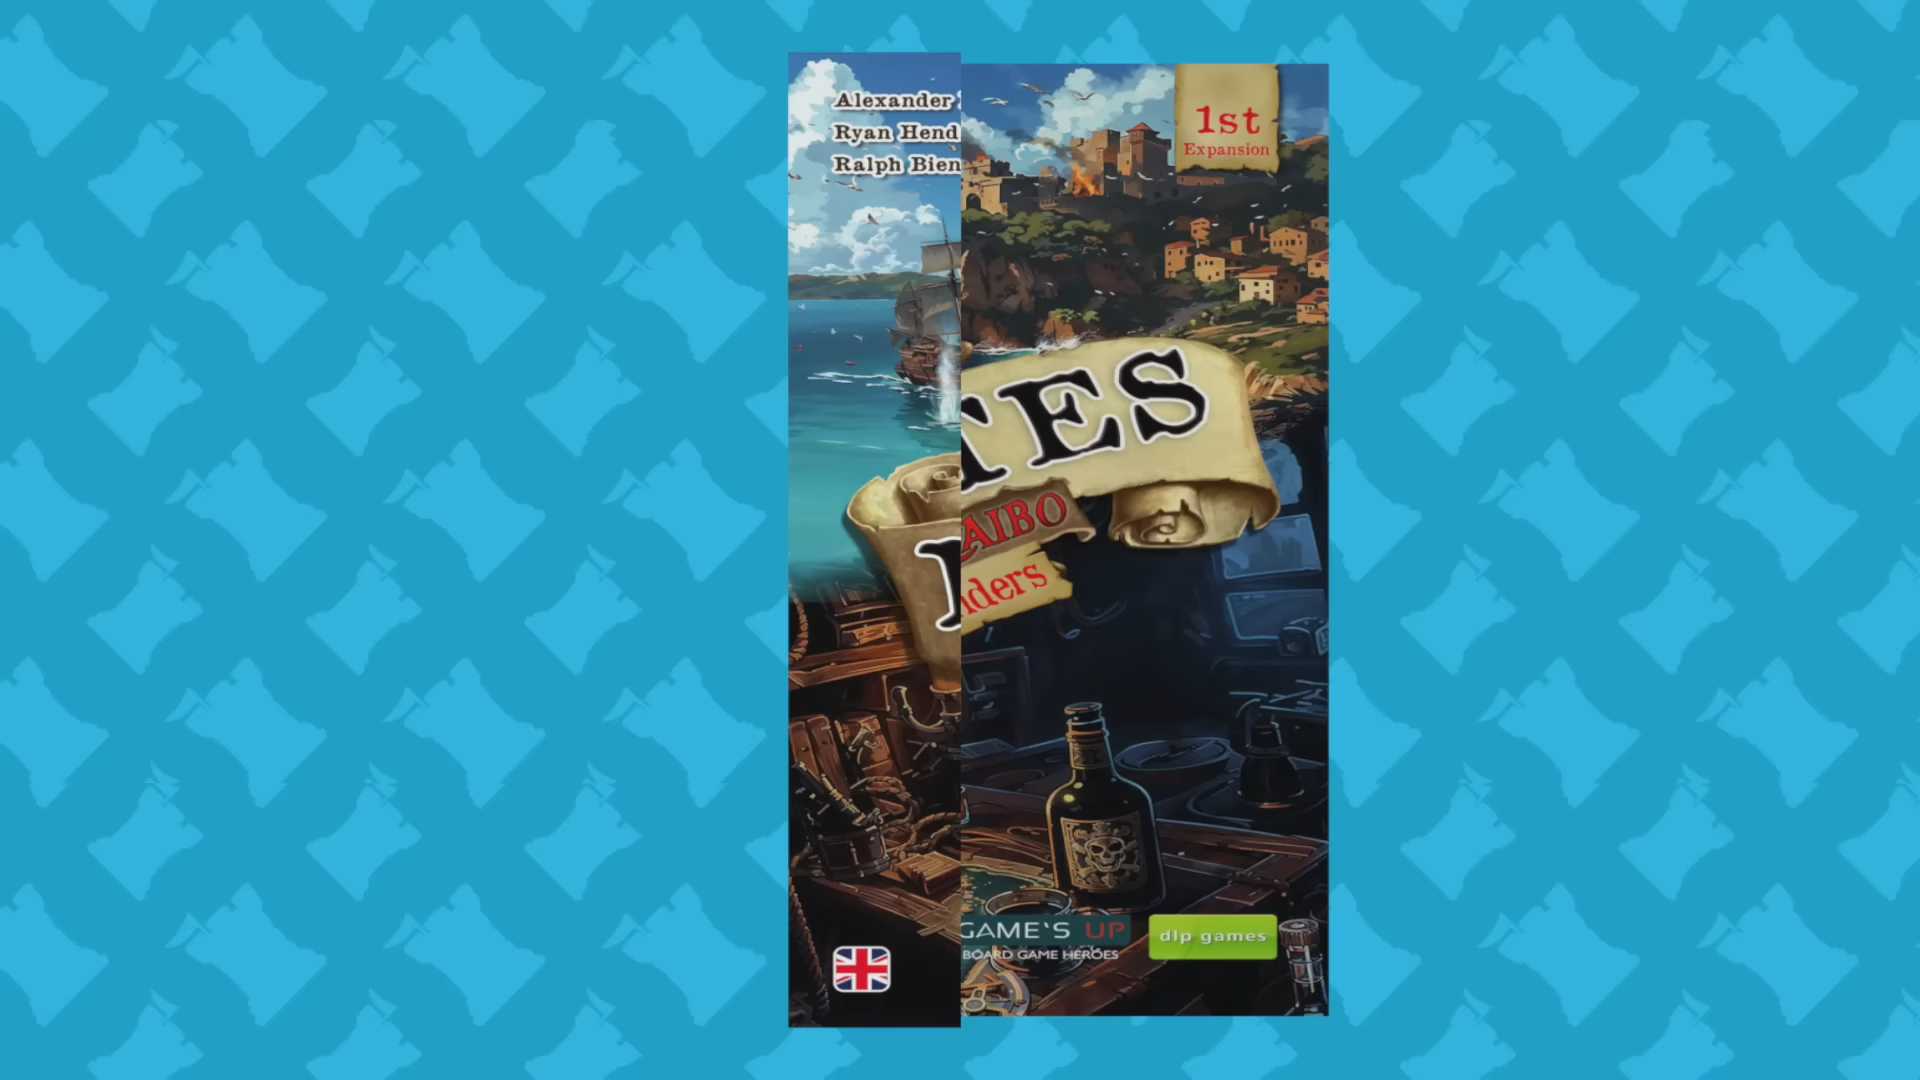 Alexander
Ryan Hend
Ralph Bien
1st
Expansion
TES
AIBO
nders
GAME'S UP
BOARD GAME HEROES
dlp games